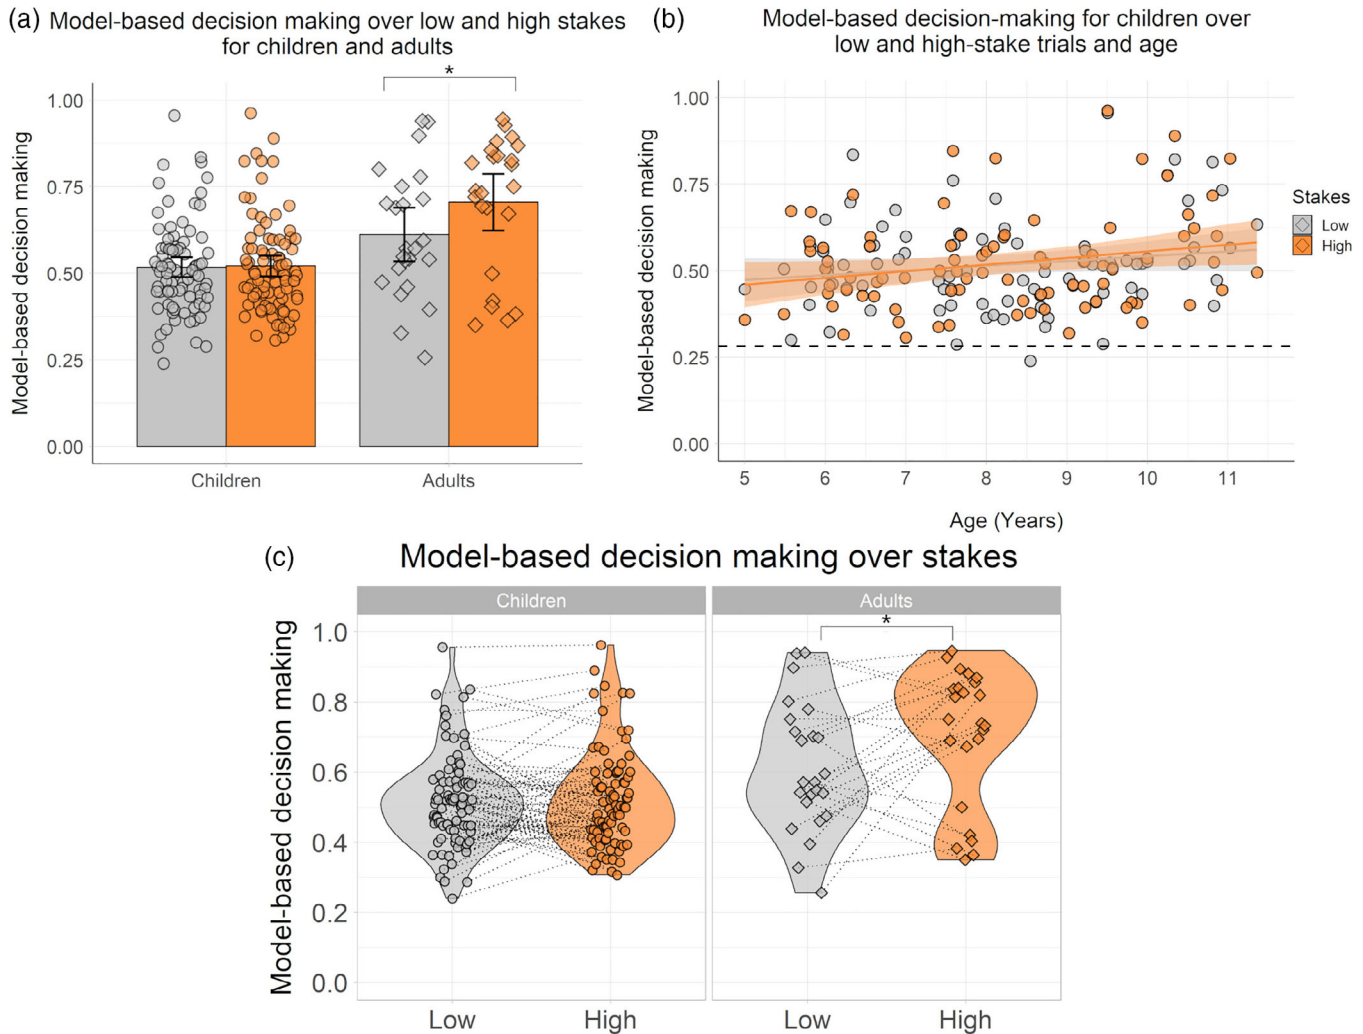 (a) Model-based decision making over low and high stakes
for children and adults
*
Model-based decision making
1.00
0.75
0.50
0.25
0.00
Children
Adults
(b) Model-based decision-making for children over
low and high-stake trials and age
Model-based decision making
1.00
0.75
0.50
0.25
0.00
5 6 7 8 9 10 11
Age (Years)
Stakes
Low
High
(c) Model-based decision making over stakes
Children
Adults
*
Model-based decision making
1.0
0.8
0.6
0.4
0.2
0.0
Low High Low High